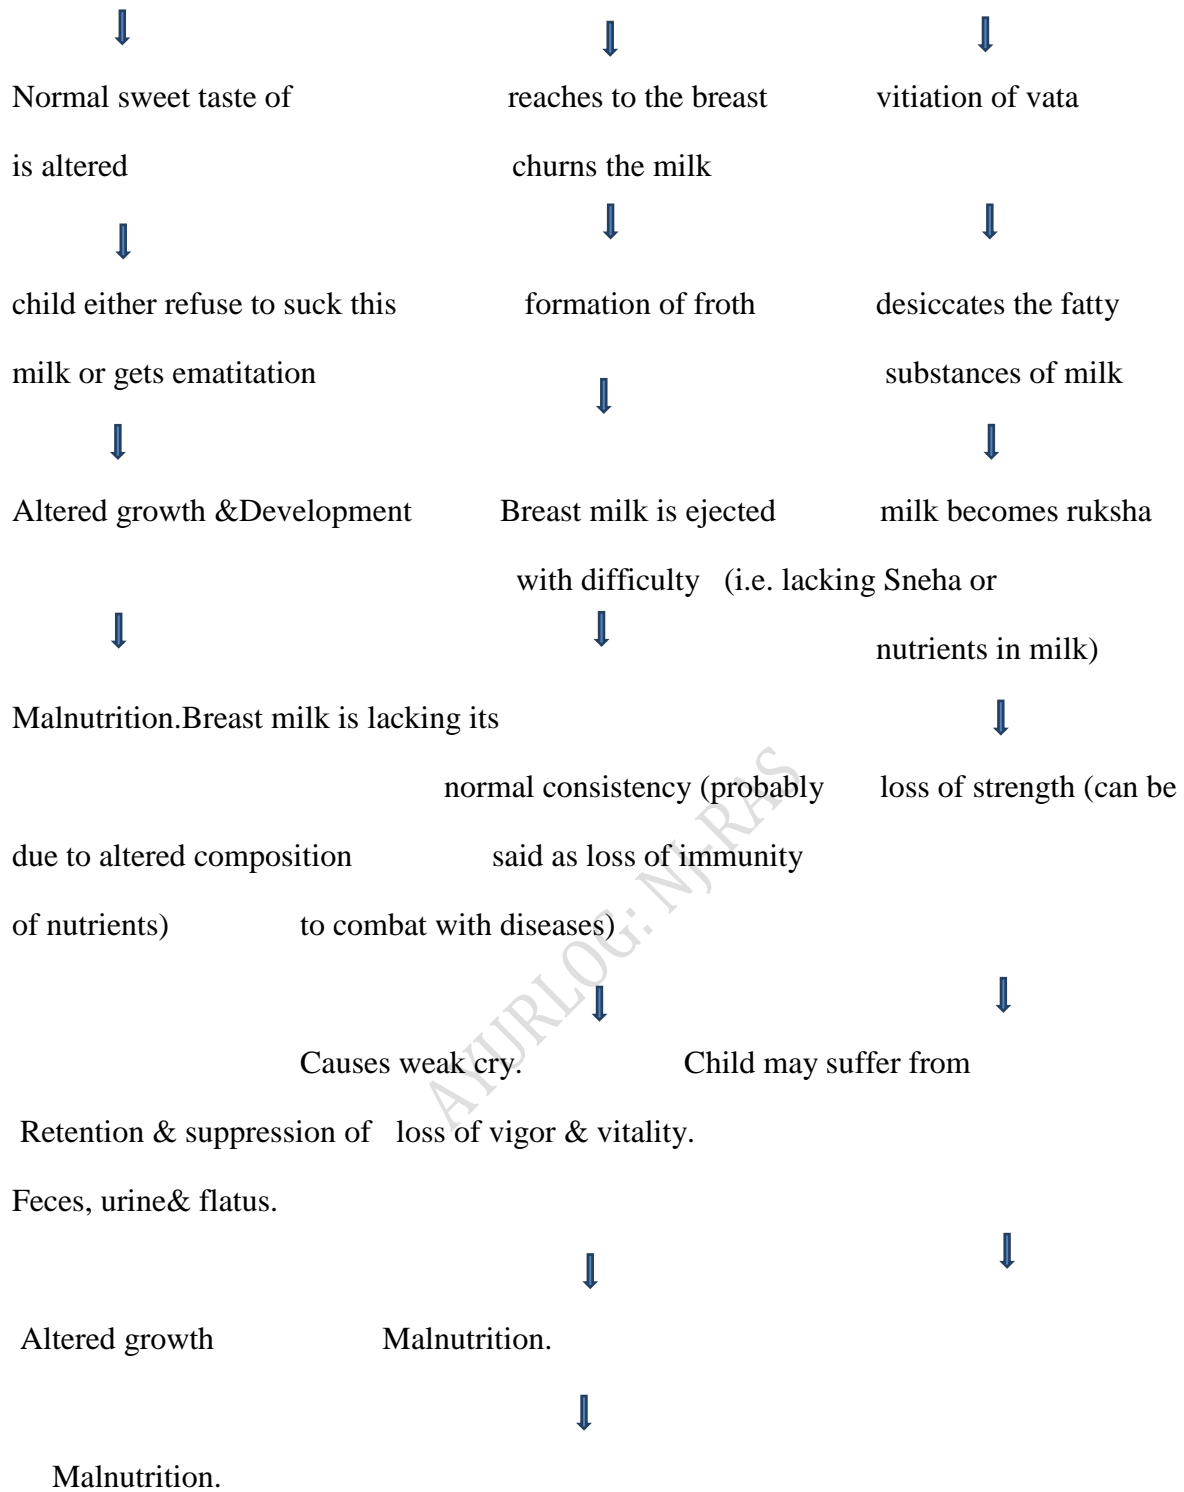 Normal sweet taste of reaches to the breast vitiation of vata
is altered churns the milk
child either refuse to suck this formation of froth desiccates the fatty
milk or gets ematitation substances of milk
Altered growth &Development Breast milk is ejected milk becomes ruksha
with difficulty (i.e. lacking Sneha or
nutrients in milk)
Malnutrition.Breast milk is lacking its
normal consistency (probably loss of strength (can be
due to altered composition said as loss of immunity
of nutrients) to combat with diseases)
Causes weak cry. Child may suffer from
Retention & suppression of loss of vigor & vitality.
Feces, urine& flatus.
Altered growth Malnutrition.
Malnutrition.
AYURLOG: NJ-RAS